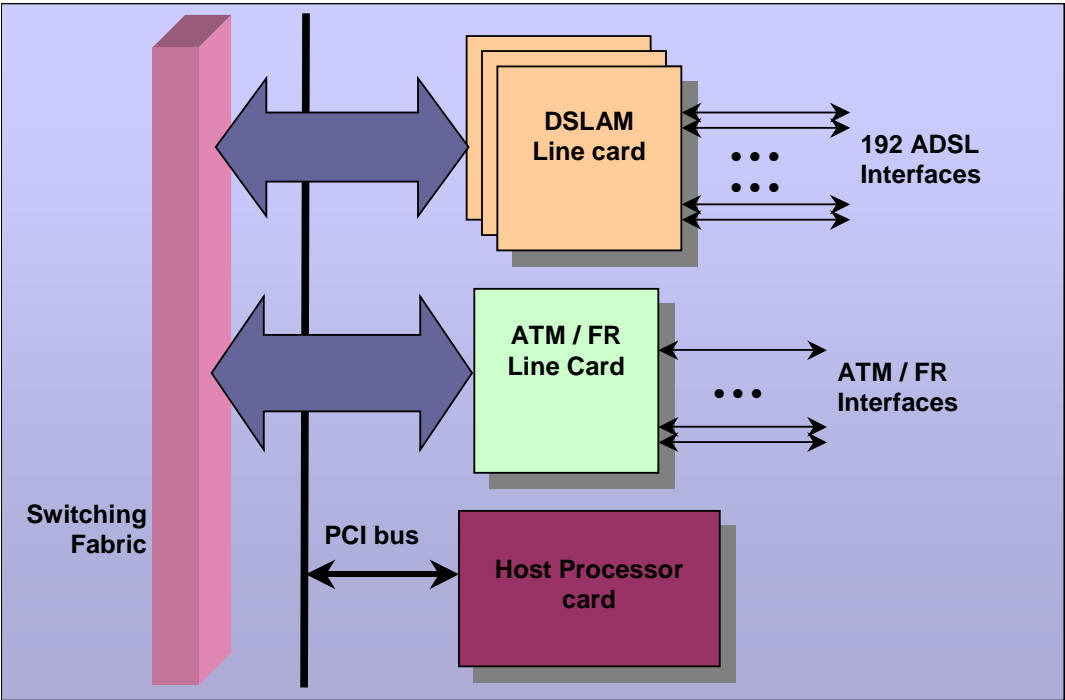 DSLAM
Line card
192 ADSL
Interfaces
ATM / FR
Line Card
ATM / FR
Interfaces
Switching
Fabric
PCI bus
Host Processor
card